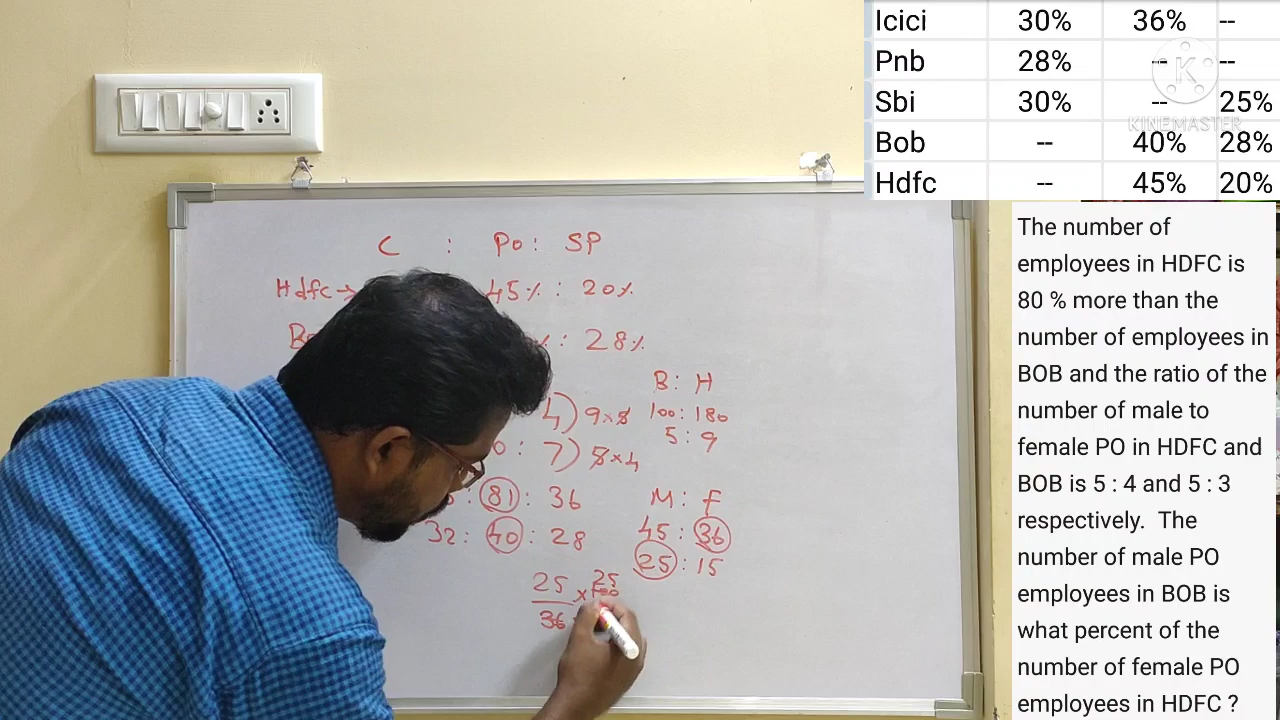 Icici 30% 36% --
Pnb 28% -- --
Sbi 30% -- 25%
Bob -- 40% 28%
Hdfc -- 45% 20%
KINEMASTER
The number of
employees in HDFC is
80 % more than the
number of employees in
BOB and the ratio of the
number of male to
female PO in HDFC and
BOB is 5 : 4 and 5 : 3
respectively. The
number of male PO
employees in BOB is
what percent of the
number of female PO
employees in HDFC ?
C : Po : SP
Hdfc → 45% : 20%
% : 28%
B : H
4) 9×8 100 : 180
: 7) 5×4 5 : 9
: 81 : 36 M : F
32 : 40 : 28 45 : 36
25 : 15
25 × 25
36 100